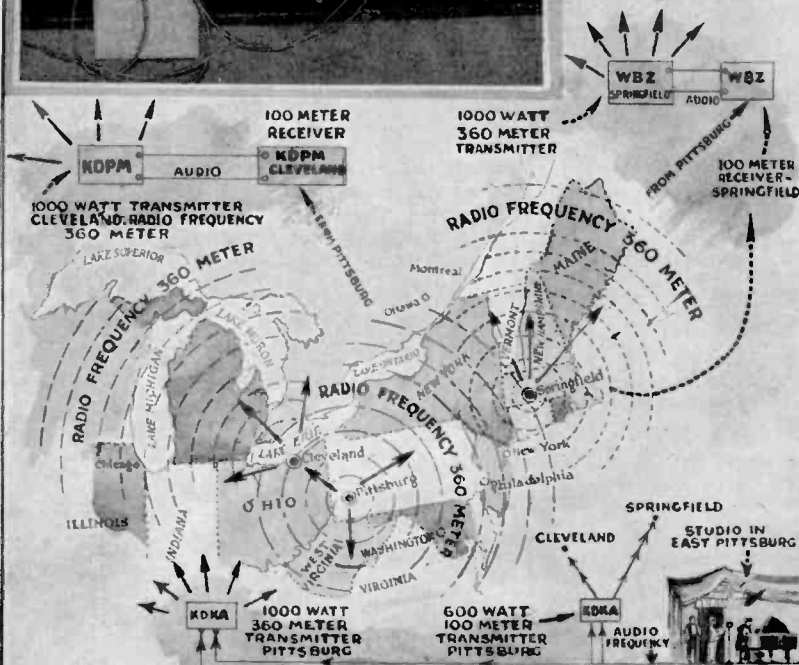 WBZ
SPRINGFIELD
AUDIO
WBZ
1000 WATT
360 METER
TRANSMITTER
FROM PITTSBURG
100 METER
RECEIVER-
SPRINGFIELD
100 METER
RECEIVER
KDPM
AUDIO
KDPM
CLEVELAND
1000 WATT TRANSMITTER
CLEVELAND. RADIO FREQUENCY
360 METER
FROM PITTSBURG
LAKE SUPERIOR
RADIO FREQUENCY 360 METER
LAKE MICHIGAN
LAKE HURON
Chicago
ILLINOIS
INDIANA
RADIO FREQUENCY 360 METER
Montreal
Ottawa
MAINE
VERMONT
NEW HAMPSHIRE
LAKE ONTARIO
NEW YORK
Springfield
RADIO FREQUENCY 360 METER
LAKE ERIE
Cleveland
OHIO
Pittsburg
New York
Philadelphia
WASHINGTON
WEST
VIRGINIA
VIRGINIA
KDKA
1000 WATT
360 METER
TRANSMITTER
PITTSBURG
600 WATT
100 METER
TRANSMITTER
PITTSBURG
CLEVELAND
SPRINGFIELD
KDKA
AUDIO
FREQUENCY
STUDIO IN
EAST PITTSBURG